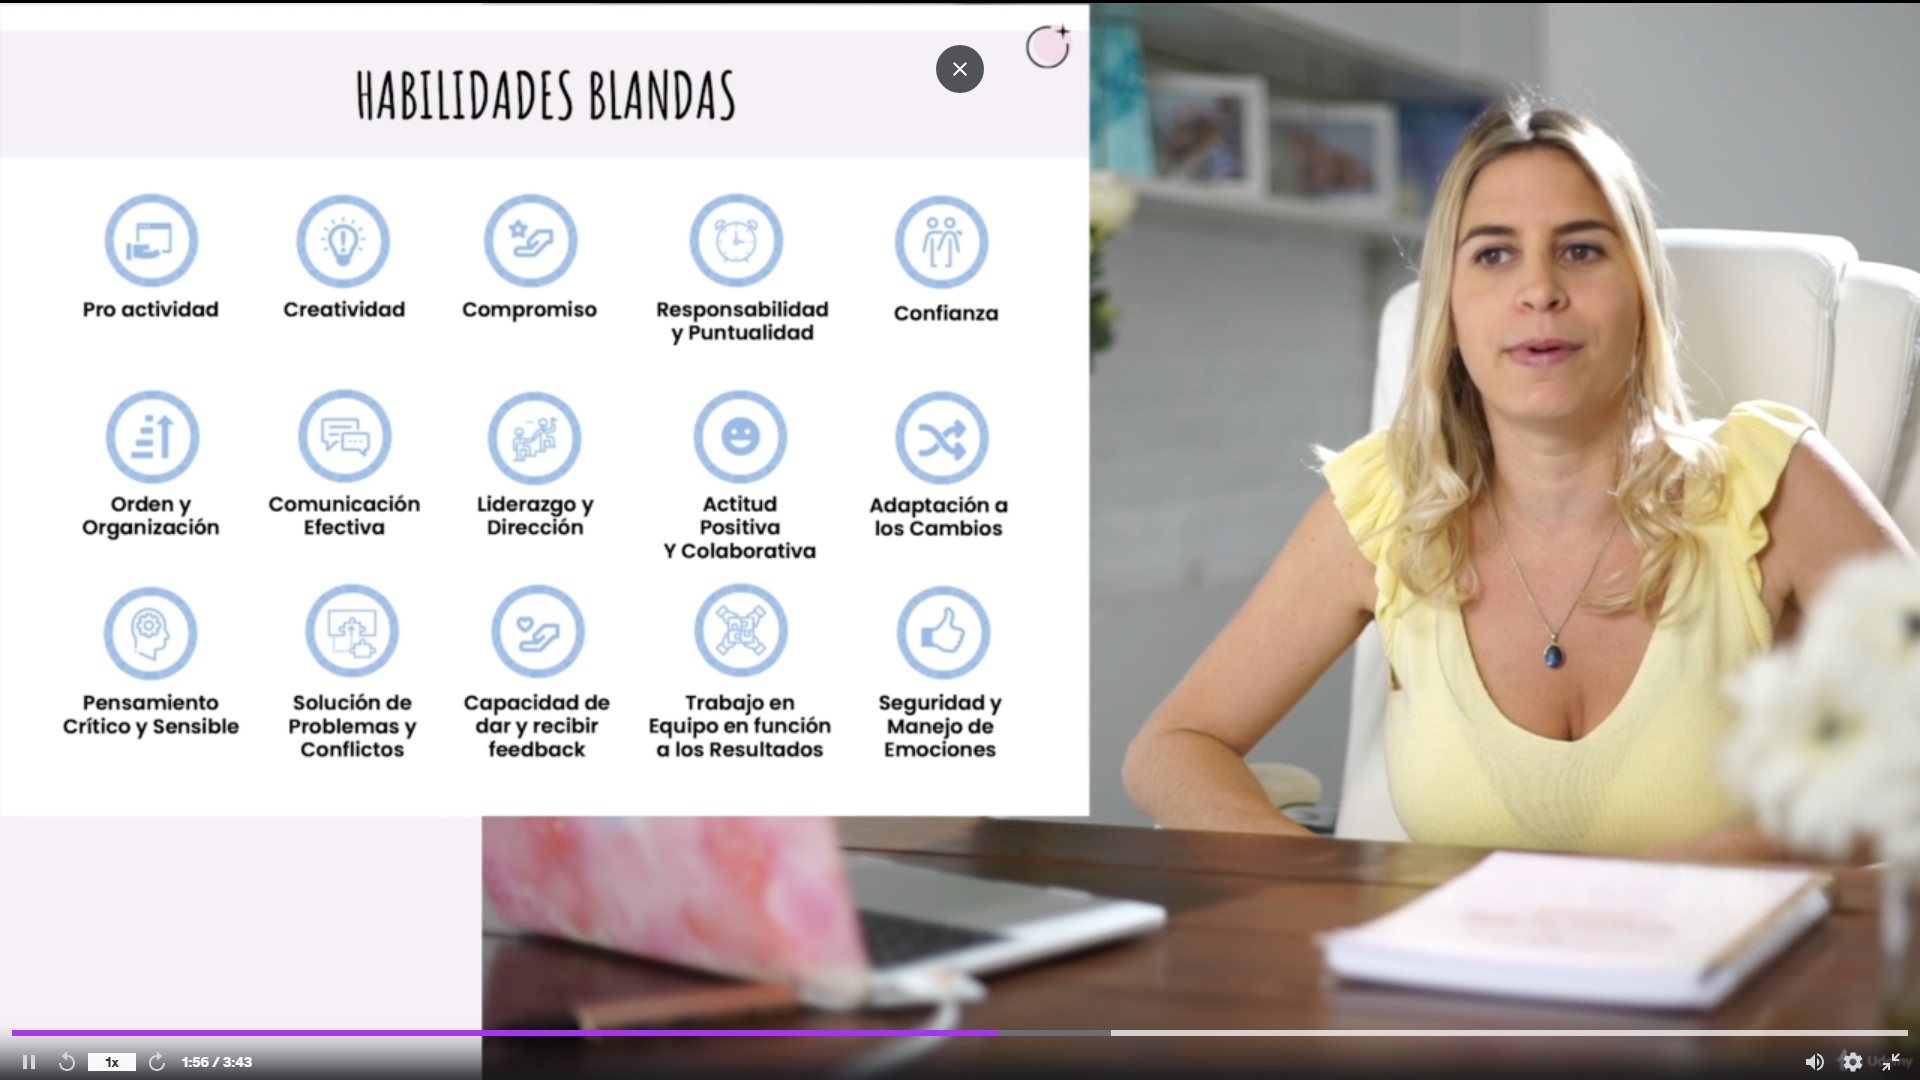 HABILIDADES BLANDAS
Pro actividad
Creatividad
Compromiso
Responsabilidad
y Puntualidad
Confianza
Orden y
Organización
Comunicación
Efectiva
Liderazgo y
Dirección
Actitud
Positiva
Y Colaborativa
Adaptación a
los Cambios
Pensamiento
Crítico y Sensible
Solución de
Problemas y
Conflictos
Capacidad de
dar y recibir
feedback
Trabajo en
Equipo en función
a los Resultados
Seguridad y
Manejo de
Emociones
1x
1:56 / 3:43